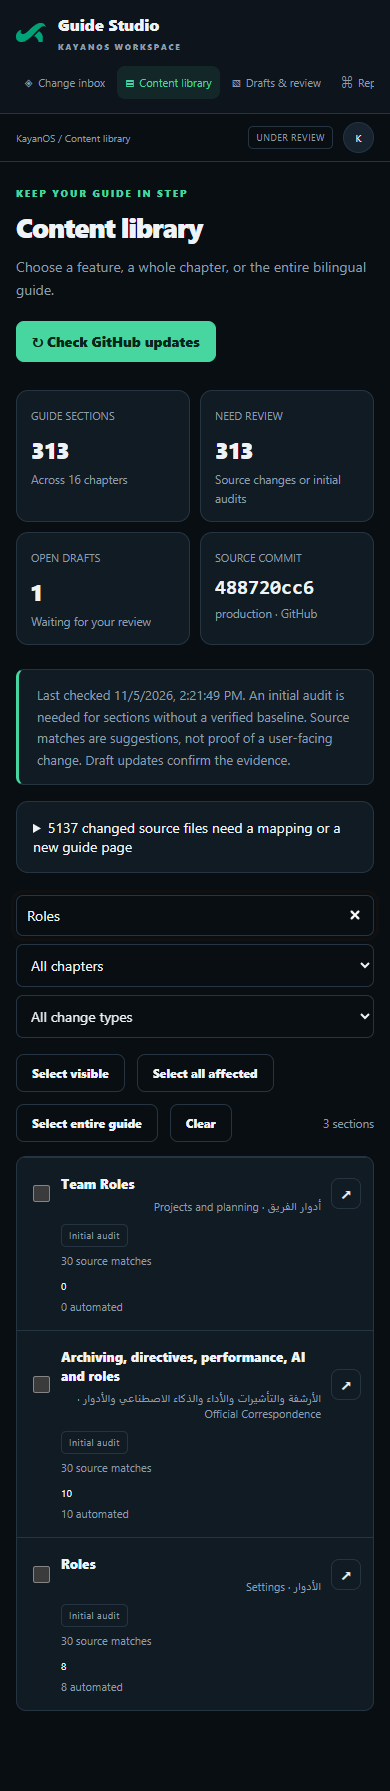 Guide Studio
KAYANOS WORKSPACE
Change inbox
Content library
Drafts & review
Rep
KayanOS / Content library
UNDER REVIEW
K
KEEP YOUR GUIDE IN STEP
Content library
Choose a feature, a whole chapter, or the entire bilingual
guide.
↻ Check GitHub updates
GUIDE SECTIONS
313
Across 16 chapters
NEED REVIEW
313
Source changes or initial
audits
OPEN DRAFTS
1
Waiting for your review
SOURCE COMMIT
488720cc6
production · GitHub
Last checked 11/5/2026, 2:21:49 PM. An initial audit is
needed for sections without a verified baseline. Source
matches are suggestions, not proof of a user-facing
change. Draft updates confirm the evidence.
▶ 5137 changed source files need a mapping or a
new guide page
Roles
All chapters
All change types
Select visible
Select all affected
Select entire guide
Clear
3 sections
Team Roles
أدوار الفريق · Projects and planning
Initial audit
30 source matches
0
0 automated
Archiving, directives, performance, AI
and roles
الأرشفة والتأشيرات والأداء والذكاء الاصطناعي والأدوار ·
Official Correspondence
Initial audit
30 source matches
10
10 automated
Roles
الأدوار · Settings
Initial audit
30 source matches
8
8 automated